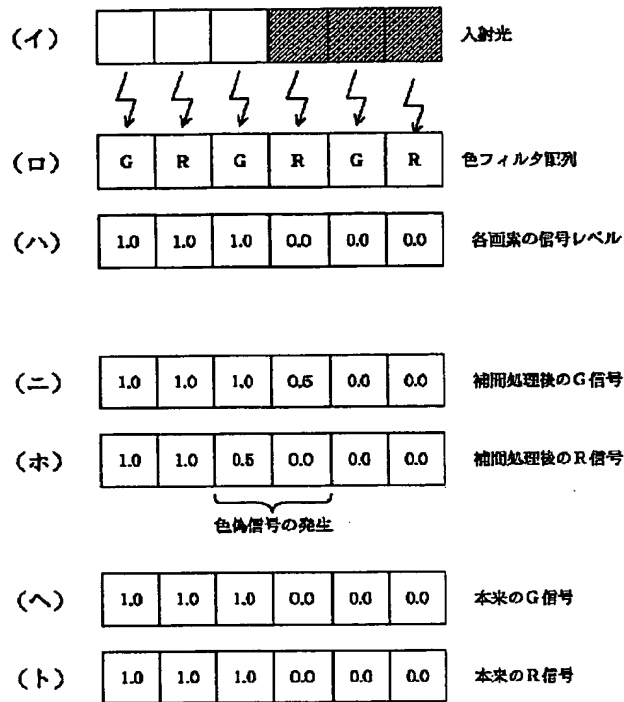 (イ) 入射光
(ロ) G R G R G R 色フィルタ配列
(ハ) 1.0 1.0 1.0 0.0 0.0 0.0 各画素の信号レベル
(ニ) 1.0 1.0 1.0 0.5 0.0 0.0 補間処理後のG信号
(ホ) 1.0 1.0 0.5 0.0 0.0 0.0 補間処理後のR信号
色偽信号の発生
(ヘ) 1.0 1.0 1.0 0.0 0.0 0.0 本来のG信号
(ト) 1.0 1.0 1.0 0.0 0.0 0.0 本来のR信号